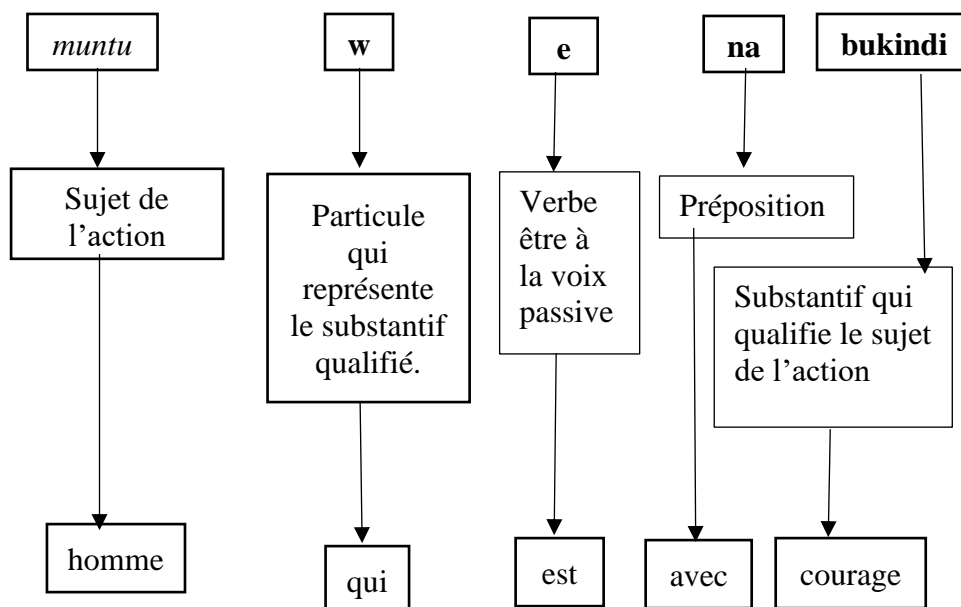 muntu
w
e
na
bukindi
Sujet de
l’action
Particule
qui
représente
le substantif
qualifié.
Verbe
être à
la voix
passive
Préposition
Substantif qui
qualifie le sujet
de l’action
homme
qui
est
avec
courage